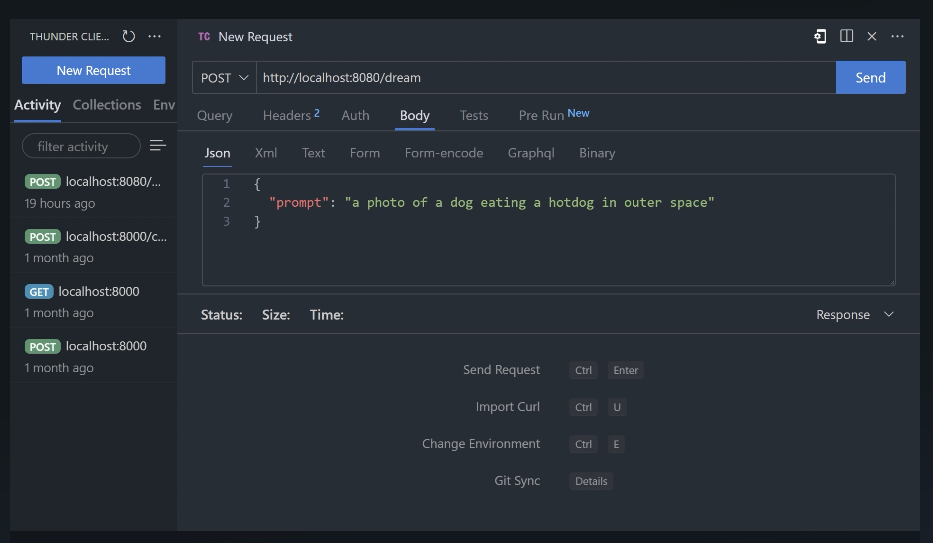 THUNDER CLIE...
New Request
Activity Collections Env
filter activity
POST localhost:8080/...
19 hours ago
POST localhost:8000/c...
1 month ago
GET localhost:8000
1 month ago
POST localhost:8000
1 month ago
TC New Request
POST http://localhost:8080/dream Send
Query Headers 2 Auth Body Tests Pre Run New
Json Xml Text Form Form-encode Graphql Binary
1 {
2 "prompt": "a photo of a dog eating a hotdog in outer space"
3 }
Status: Size: Time: Response
Send Request Ctrl Enter
Import Curl Ctrl U
Change Environment Ctrl E
Git Sync Details